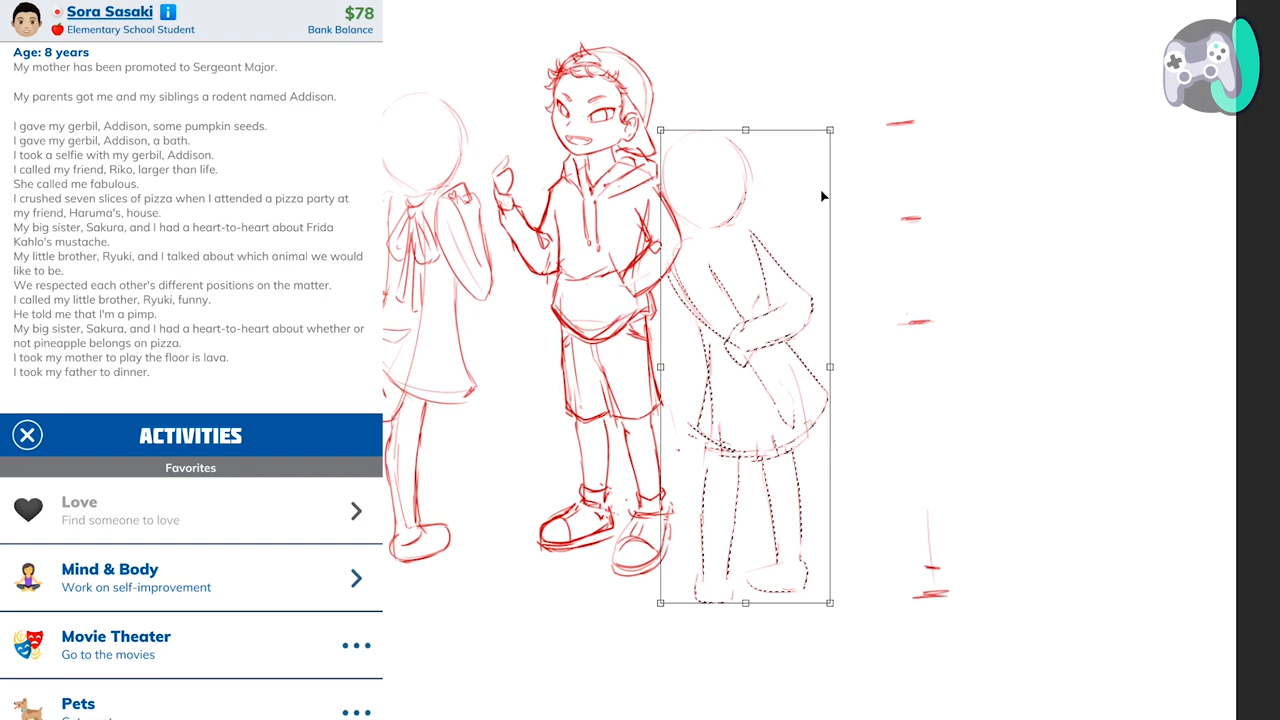 Sora Sasaki
$78
Elementary School Student
Bank Balance
Age: 8 years
My mother has been promoted to Sergeant Major.
My parents got me and my siblings a rodent named Addison.
I gave my gerbil, Addison, some pumpkin seeds.
I gave my gerbil, Addison, a bath.
I took a selfie with my gerbil, Addison.
I called my friend, Riko, larger than life.
She called me fabulous.
I crushed seven slices of pizza when I attended a pizza party at
my friend, Haruma's, house.
My big sister, Sakura, and I had a heart-to-heart about Frida
Kahlo's mustache.
My little brother, Ryuki, and I talked about which animal we would
like to be.
We respected each other's different positions on the matter.
I called my little brother, Ryuki, funny.
He told me that I'm a pimp.
My big sister, Sakura, and I had a heart-to-heart about whether or
not pineapple belongs on pizza.
I took my mother to play the floor is lava.
I took my father to dinner.
ACTIVITIES
Favorites
Love
Find someone to love
Mind & Body
Work on self-improvement
Movie Theater
Go to the movies
Pets